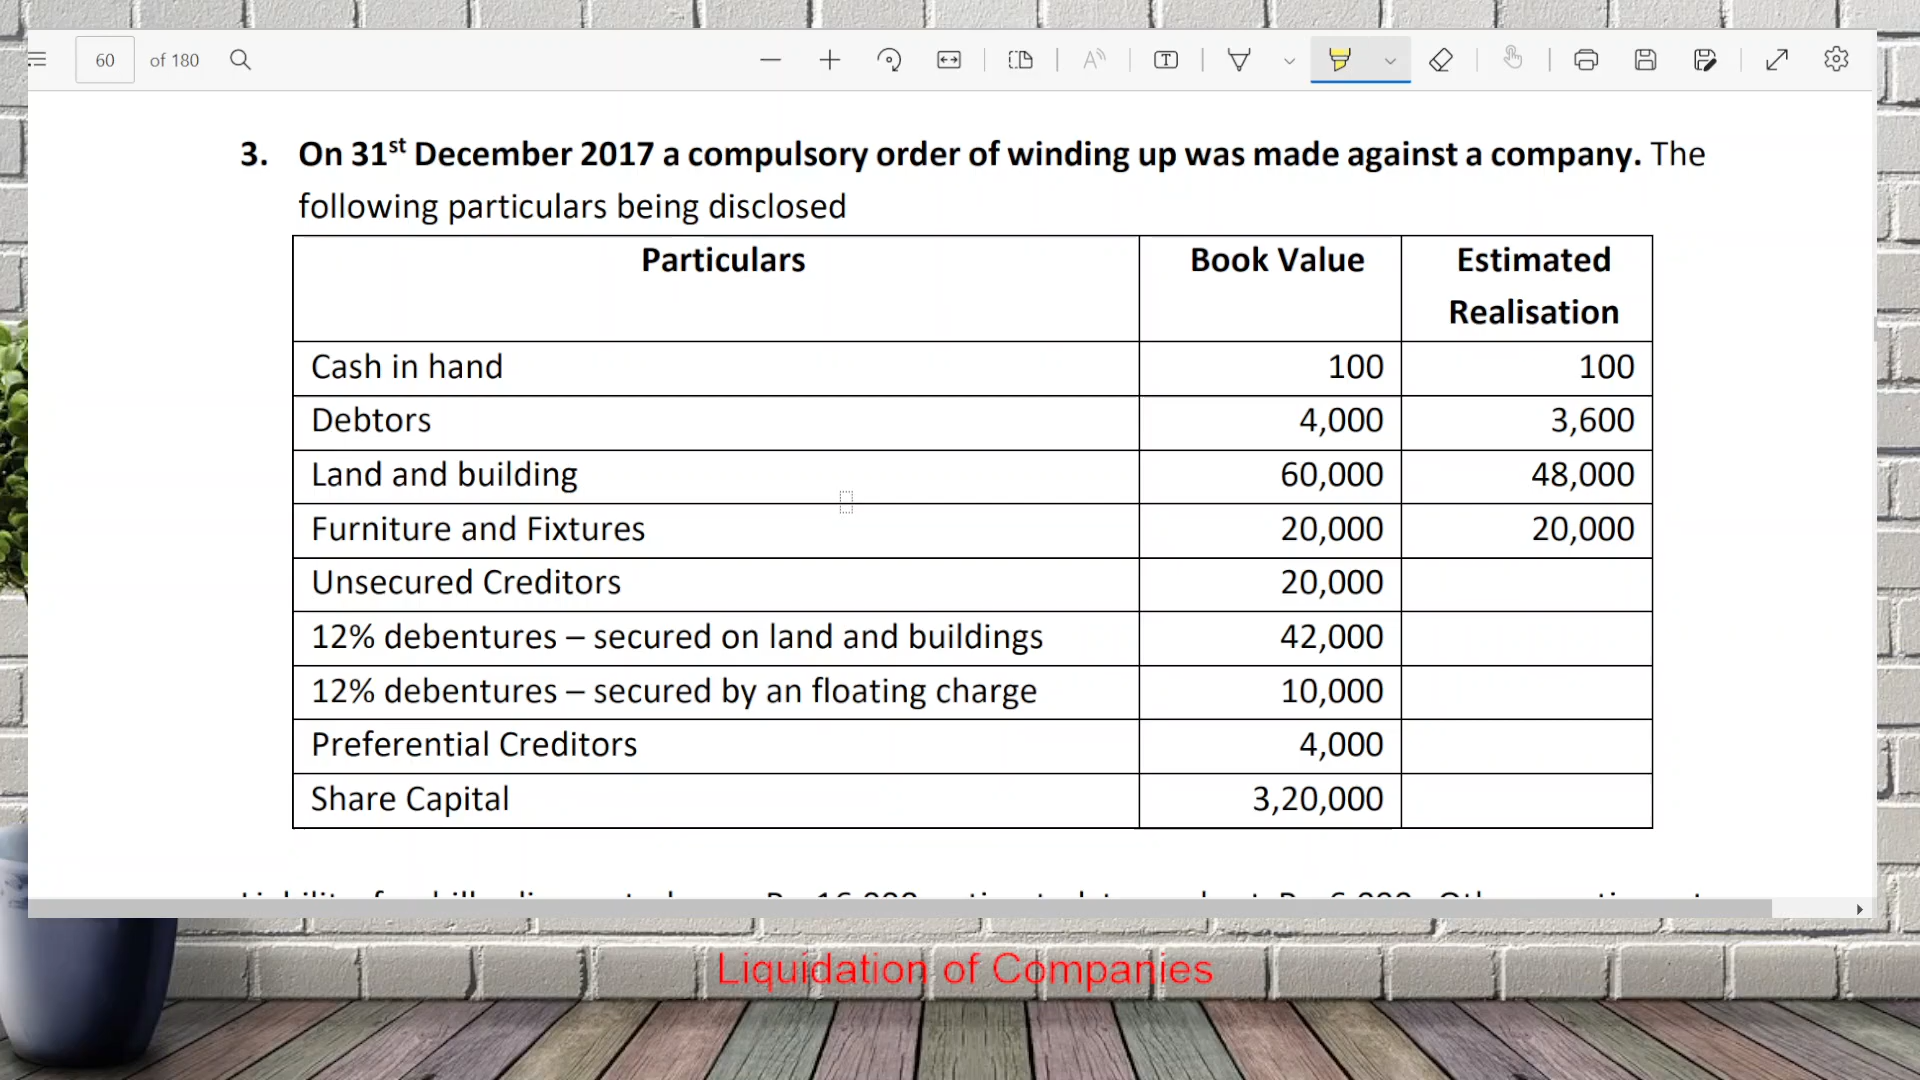 60 of 180
3. On 31st December 2017 a compulsory order of winding up was made against a company. The
following particulars being disclosed
Particulars Book Value Estimated Realisation
Cash in hand 100 100
Debtors 4,000 3,600
Land and building 60,000 48,000
Furniture and Fixtures 20,000 20,000
Unsecured Creditors 20,000
12% debentures – secured on land and buildings 42,000
12% debentures – secured by an floating charge 10,000
Preferential Creditors 4,000
Share Capital 3,20,000
Liquidation of Companies